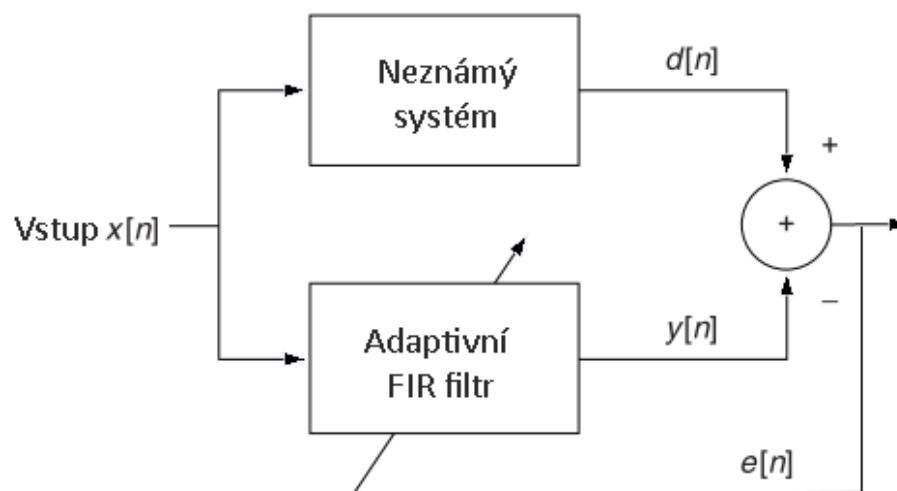 Neznámý
systém
d[n]
+
Vstup x[n]
+
–
Adaptivní
FIR filtr
y[n]
e[n]